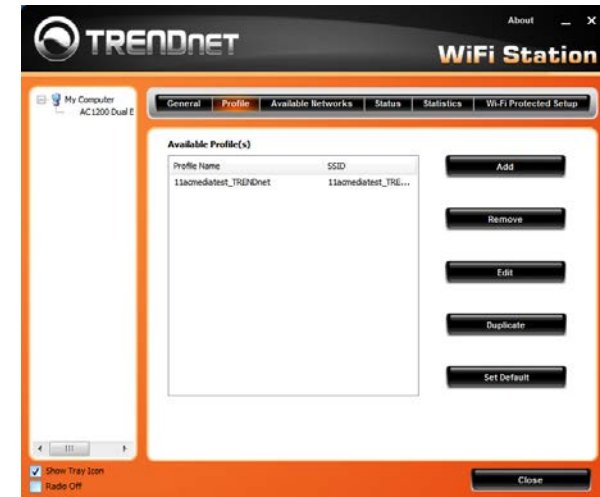 About
TRENDNET
WiFi Station
My Computer
AC1200 Dual E
General Profile Available Networks Status Statistics Wi-Fi Protected Setup
Available Profile(s)
Profile Name SSID
11acmediatest_TRENDnet 11acmediatest_TRE...
Add
Remove
Edit
Duplicate
Set Default
Show Tray Icon
Radio Off
Close